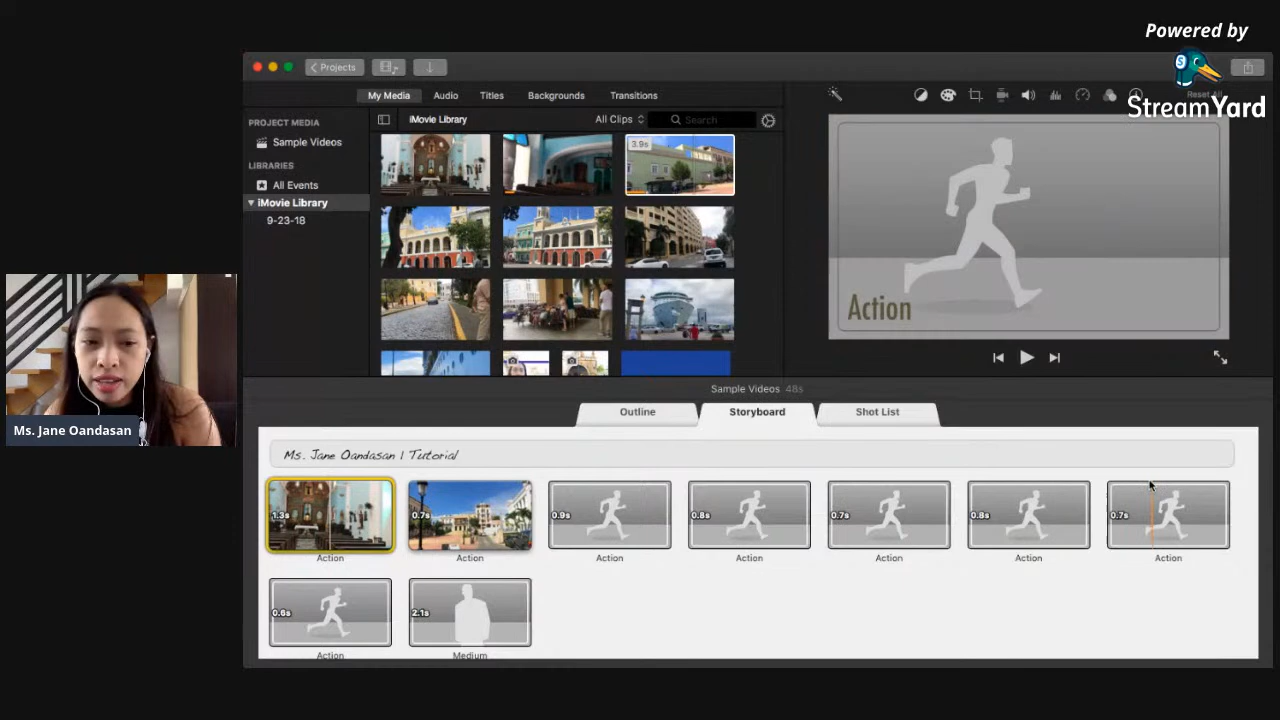 Powered by
StreamYard
Projects
My Media
Audio
Titles
Backgrounds
Transitions
Reset All
PROJECT MEDIA
Sample Videos
LIBRARIES
All Events
iMovie Library
9-23-18
iMovie Library
All Clips
Search
3.9s
Action
Sample Videos 48s
Outline
Storyboard
Shot List
Ms. Jane Oandasan | Tutorial
1.3s
0.7s
0.9s
0.8s
0.7s
0.8s
0.7s
Action
Action
Action
Action
Action
Action
Action
0.6s
2.1s
Action
Medium
Ms. Jane Oandasan